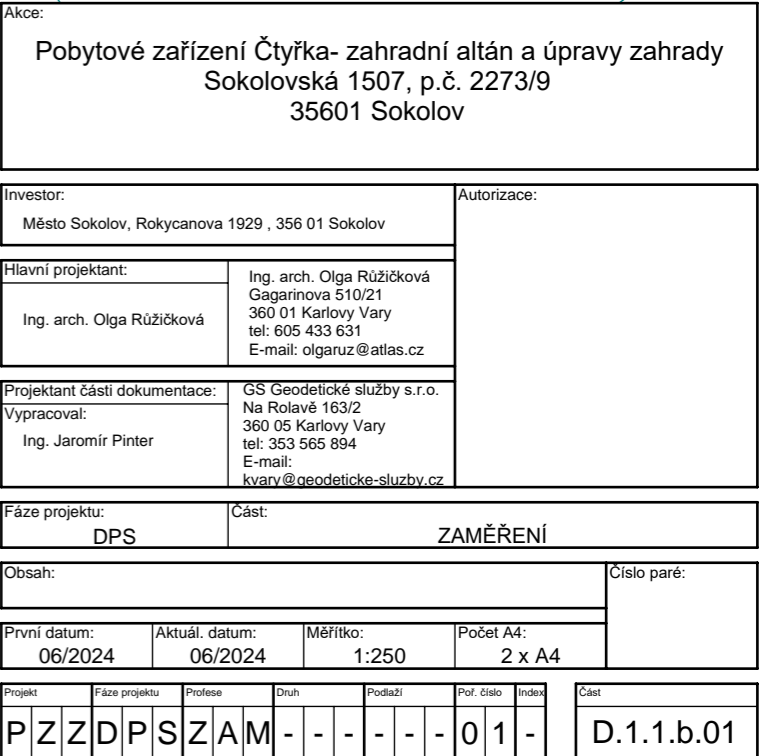 Akce:
Pobytové zařízení Čtyřka- zahradní altán a úpravy zahrady
Sokolovská 1507, p.č. 2273/9
35601 Sokolov
Investor:
Město Sokolov, Rokycanova 1929 , 356 01 Sokolov
Autorizace:
Hlavní projektant:
Ing. arch. Olga Růžičková
Ing. arch. Olga Růžičková
Gagarinova 510/21
360 01 Karlovy Vary
tel: 605 433 631
E-mail: olgaruz@atlas.cz
Projektant části dokumentace:
Vypracoval:
Ing. Jaromír Pinter
GS Geodetické služby s.r.o.
Na Rolavě 163/2
360 05 Karlovy Vary
tel: 353 565 894
E-mail:
kvary@geodeticke-sluzby.cz
Fáze projektu:
DPS
Část:
ZAMĚŘENÍ
Obsah:
Číslo paré:
První datum:
06/2024
Aktuál. datum:
06/2024
Měřítko:
1:250
Počet A4:
2 x A4
Projekt Fáze projektu Profese Druh Podlaží Poř. číslo Index
P Z Z D P S Z A M - - - - - - 0 1 -
Část
D.1.1.b.01